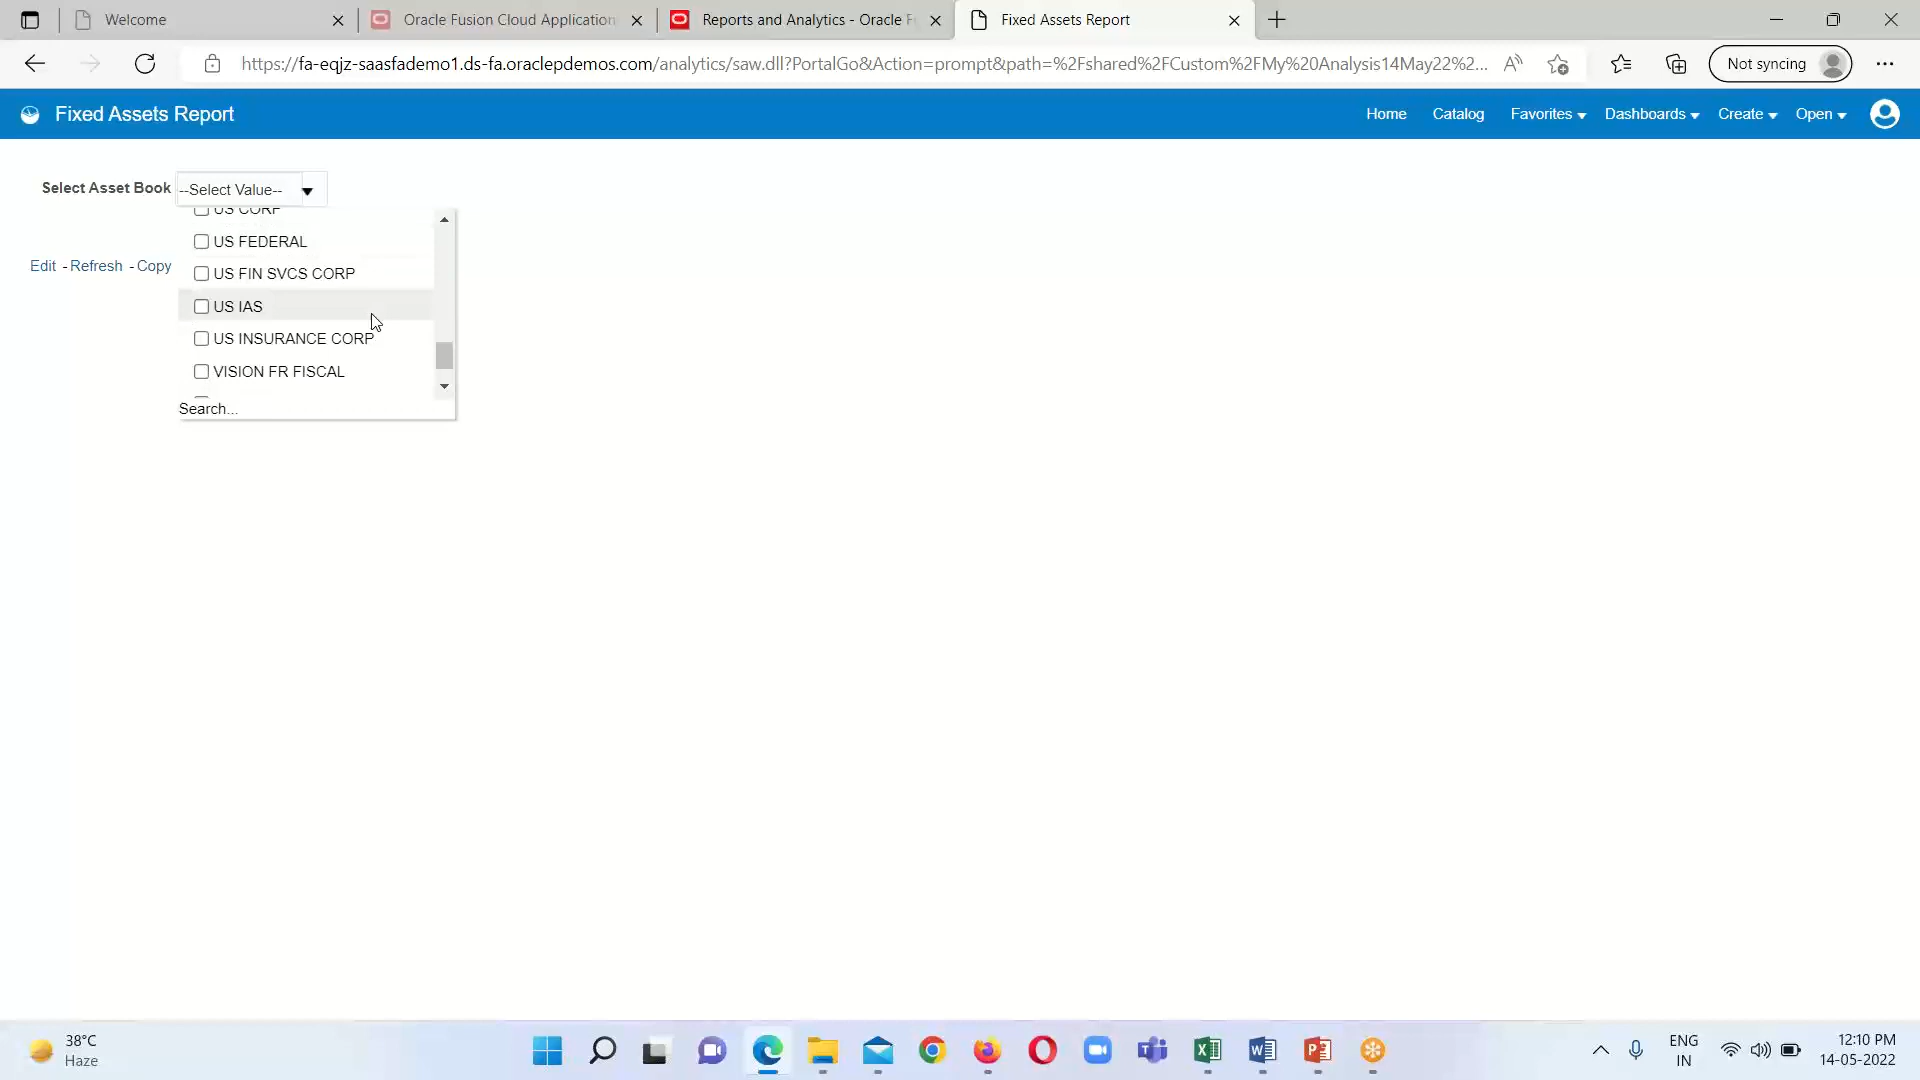 Welcome
Oracle Fusion Cloud Application
Reports and Analytics - Oracle F
Fixed Assets Report
https://fa-eqjz-saasfademo1.ds-fa.oraclepdemos.com/analytics/saw.dll?PortalGo&Action=prompt&path=%2Fshared%2FCustom%2FMy%20Analysis14May22%2...
Not syncing
Fixed Assets Report
Home
Catalog
Favorites
Dashboards
Create
Open
Select Asset Book
--Select Value--
US CORP
US FEDERAL
US FIN SVCS CORP
US IAS
US INSURANCE CORP
VISION FR FISCAL
Search...
Edit - Refresh - Copy
38°C
Haze
ENG
IN
12:10 PM
14-05-2022